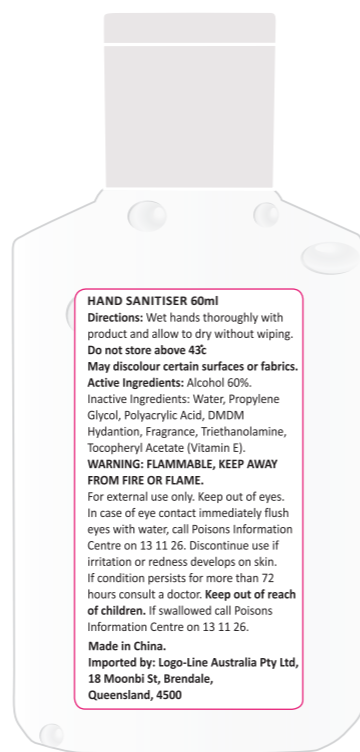 HAND SANITISER 60ml
Directions: Wet hands thoroughly with
product and allow to dry without wiping.
Do not store above 43°c
May discolour certain surfaces or fabrics.
Active Ingredients: Alcohol 60%.
Inactive Ingredients: Water, Propylene
Glycol, Polyacrylic Acid, DMDM
Hydantion, Fragrance, Triethanolamine,
Tocopheryl Acetate (Vitamin E).
WARNING: FLAMMABLE, KEEP AWAY
FROM FIRE OR FLAME.
For external use only. Keep out of eyes.
In case of eye contact immediately flush
eyes with water, call Poisons Information
Centre on 13 11 26. Discontinue use if
irritation or redness develops on skin.
If condition persists for more than 72
hours consult a doctor. Keep out of reach
of children. If swallowed call Poisons
Information Centre on 13 11 26.
Made in China.
Imported by: Logo-Line Australia Pty Ltd,
18 Moonbi St, Brendale,
Queensland, 4500